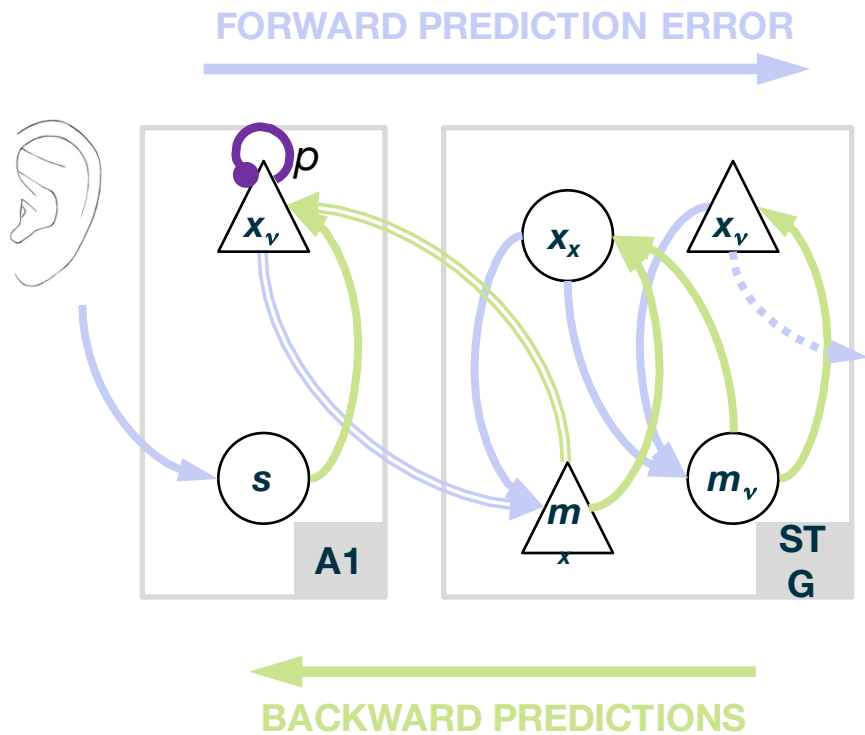 FORWARD PREDICTION ERROR
p
xν
xx
xν
s
m
x
mν
A1
ST
G
BACKWARD PREDICTIONS